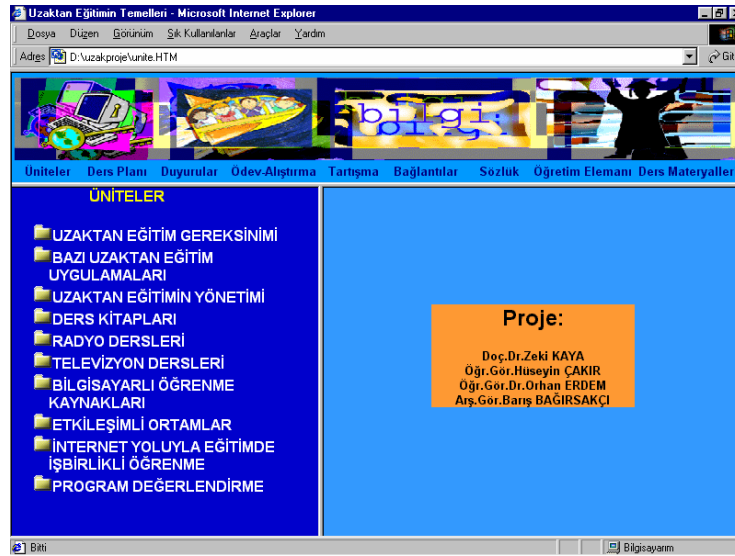 Uzaktan Eğitimin Temelleri - Microsoft Internet Explorer
Dosya Düzen Görünüm Sık Kullanılanlar Araçlar Yardım
Adres D:\uzakproje\unite.HTM Git
bilgi
Üniteler Ders Planı Duyurular Ödev-Alıştırma Tartışma Bağlantılar Sözlük Öğretim Elemanı Ders Materyaller
ÜNİTELER
UZAKTAN EĞİTİM GEREKSİNİMİ
BAZI UZAKTAN EĞİTİM
UYGULAMALARI
UZAKTAN EĞİTİMİN YÖNETİMİ
DERS KİTAPLARI
RADYO DERSLERİ
TELEVİZYON DERSLERİ
BİLGİSAYARLI ÖĞRENME
KAYNAKLARI
ETKİLEŞİMLİ ORTAMLAR
İNTERNET YOLUYLA EĞİTİMDE
İŞBİRLİKLİ ÖĞRENME
PROGRAM DEĞERLENDİRME
Proje:
Doç.Dr.Zeki KAYA
Öğr.Gör.Hüseyin ÇAKIR
Öğr.Gör.Dr.Orhan ERDEM
Arş.Gör.Barış BAĞIRSAKÇI
Bitti Bilgisayarım